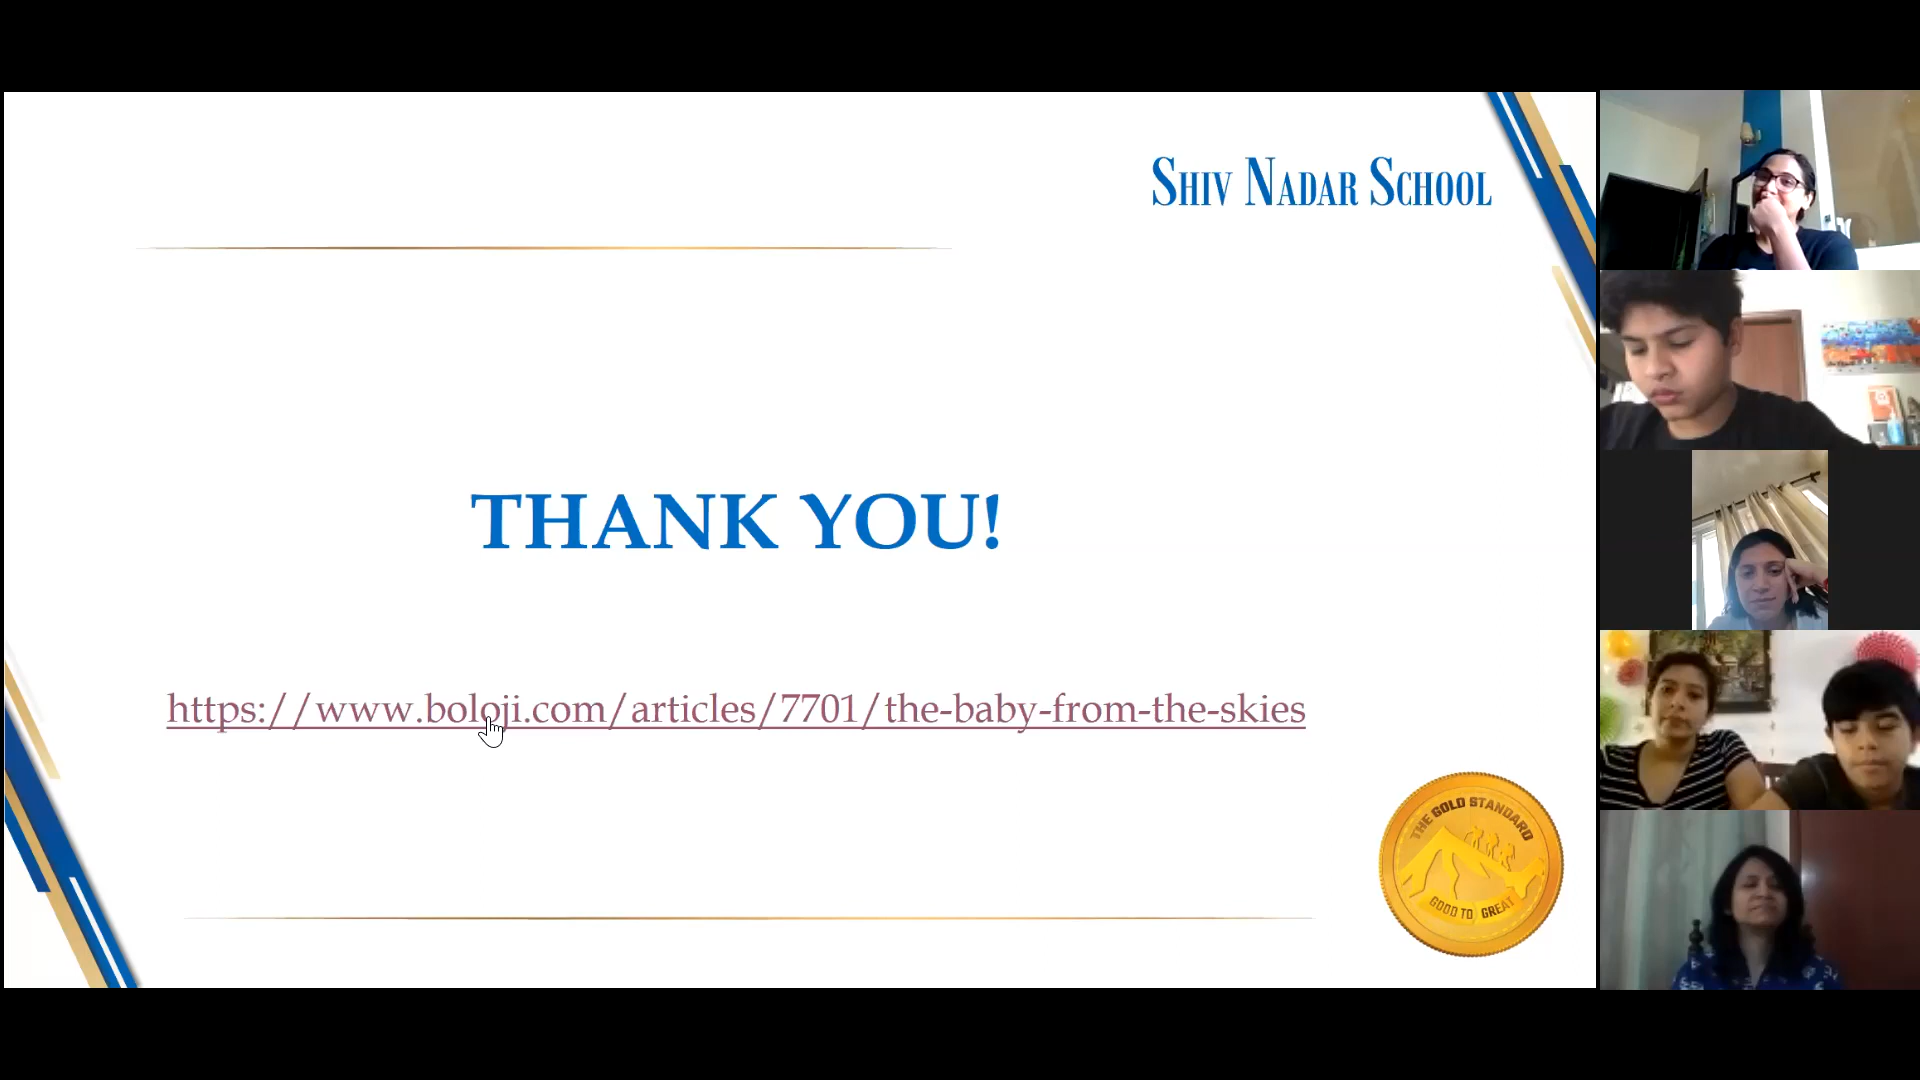 SHIV NADAR SCHOOL
THANK YOU!
https://www.boloji.com/articles/7701/the-baby-from-the-skies
THE GOLD STANDARD
GOOD TO GREAT